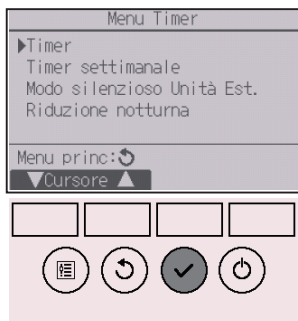 Menu Timer
Timer
Timer settimanale
Modo silenzioso Unità Est.
Riduzione notturna
Menu princ:
Cursore